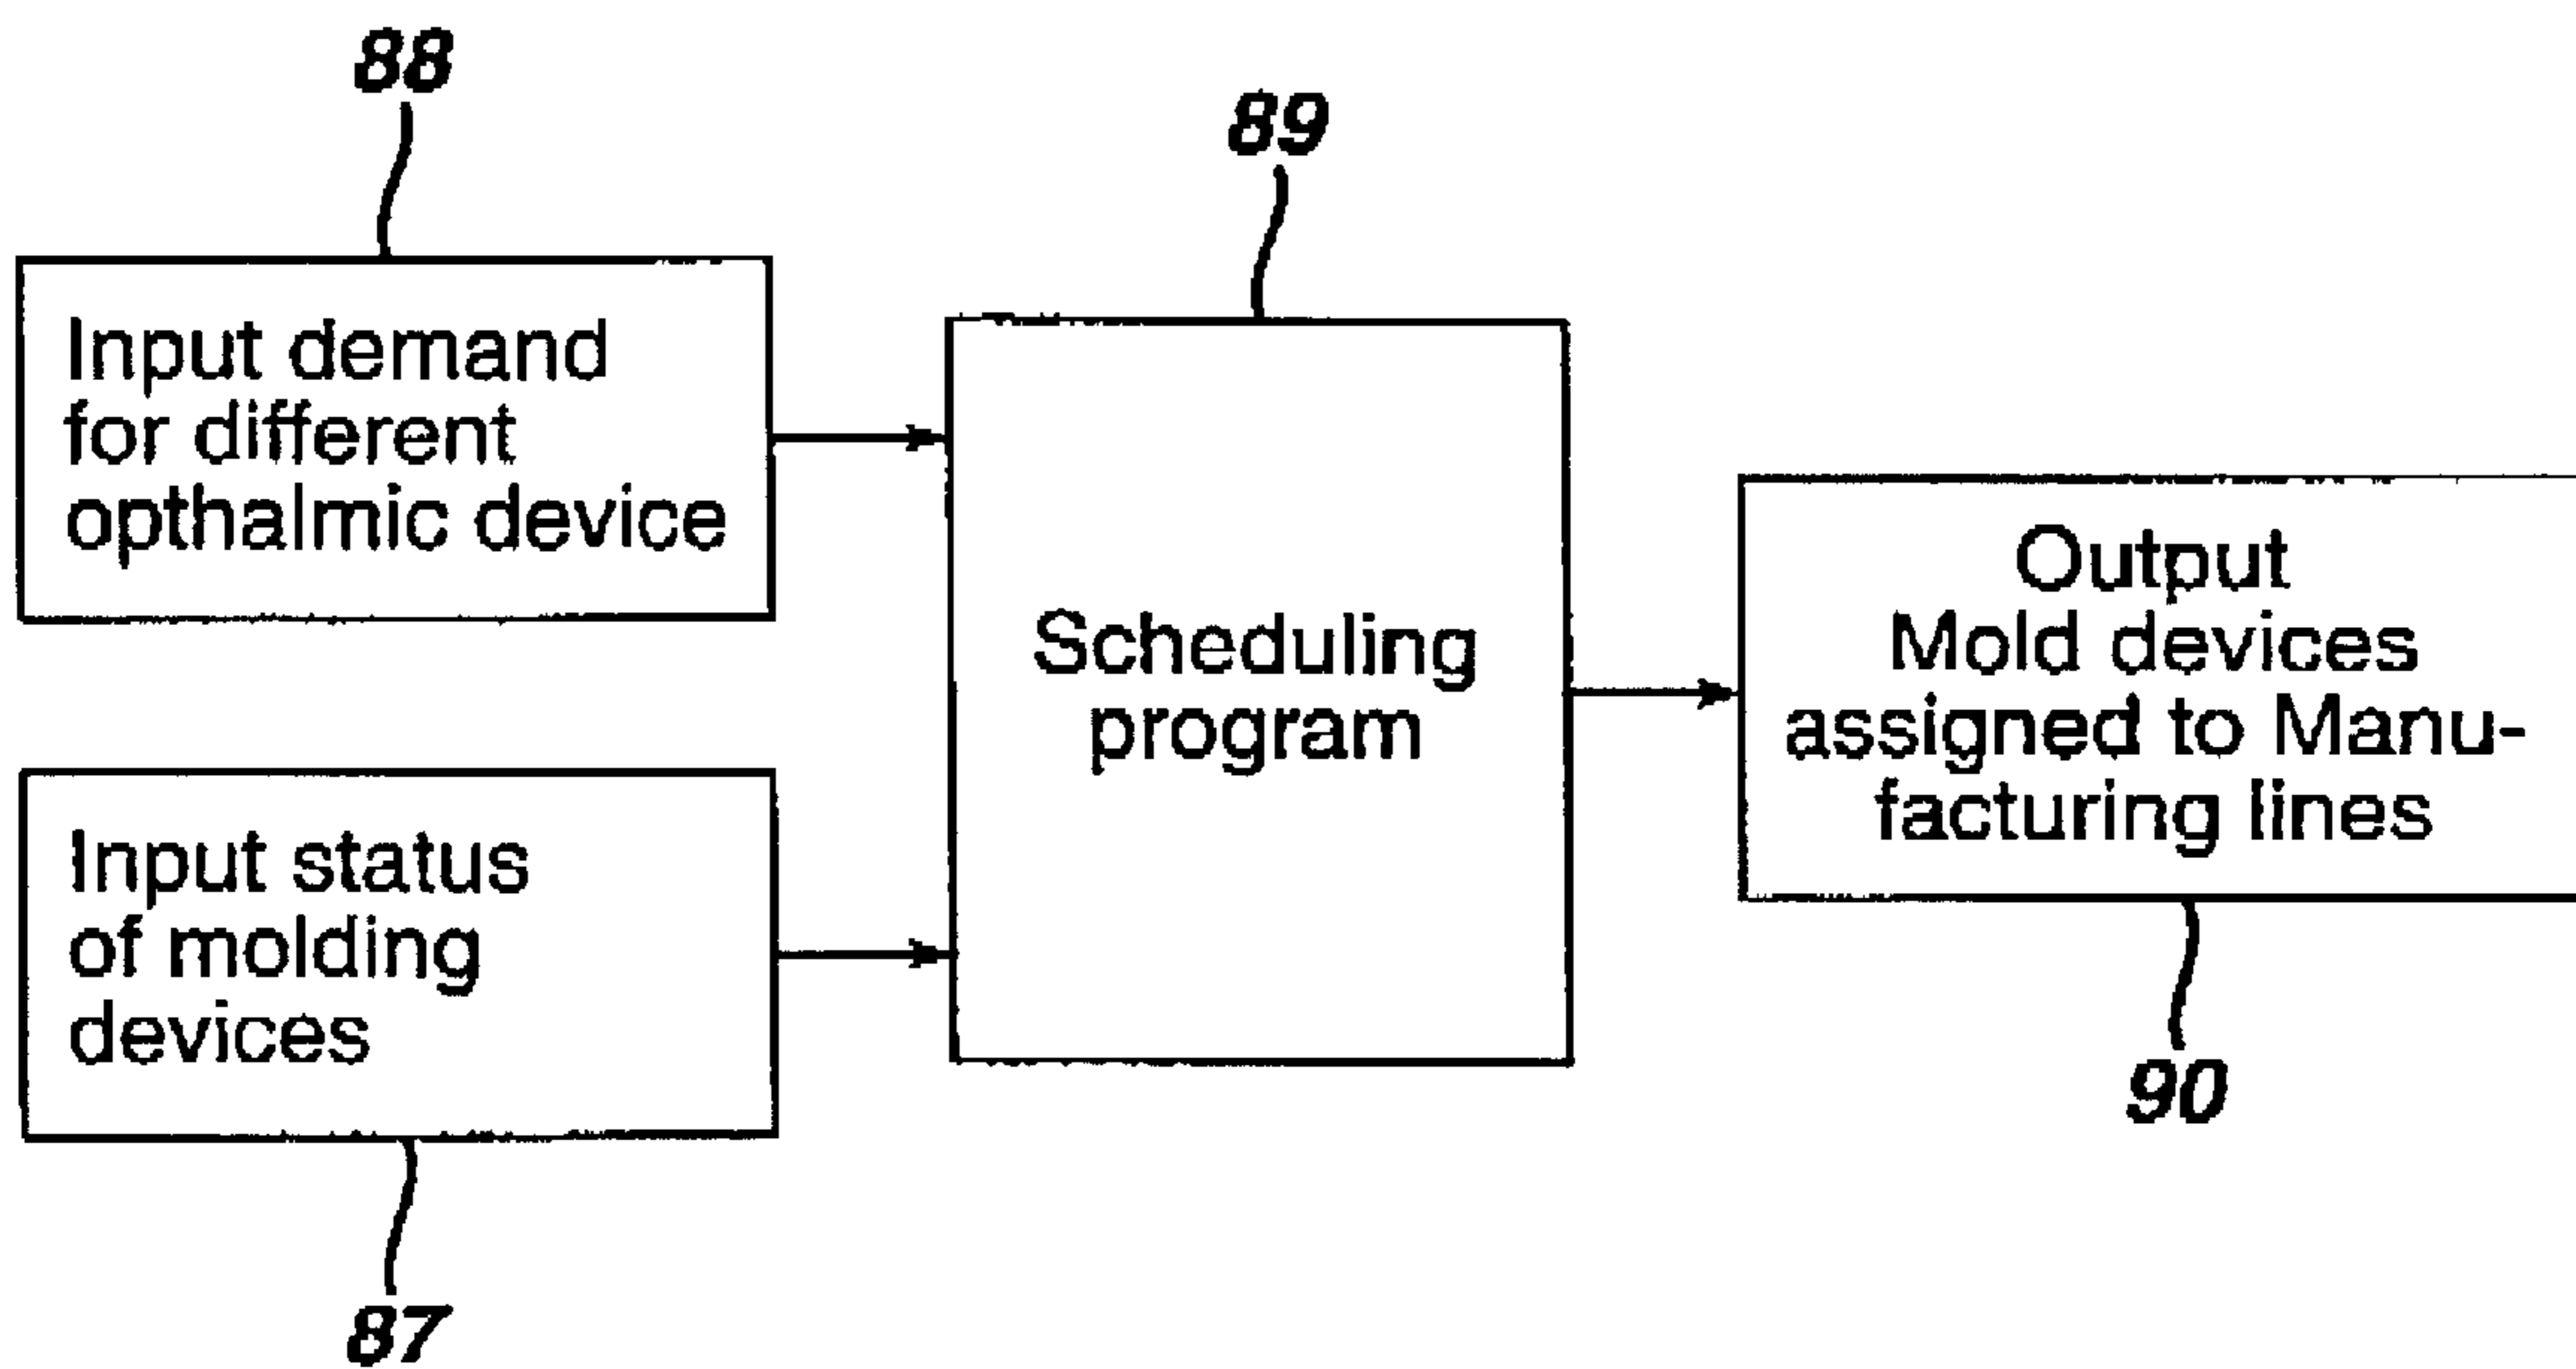 88
Input demand
for different
opthalmic device
89
Scheduling
program
Output
Mold devices
assigned to Manu-
facturing lines
90
Input status
of molding
devices
87